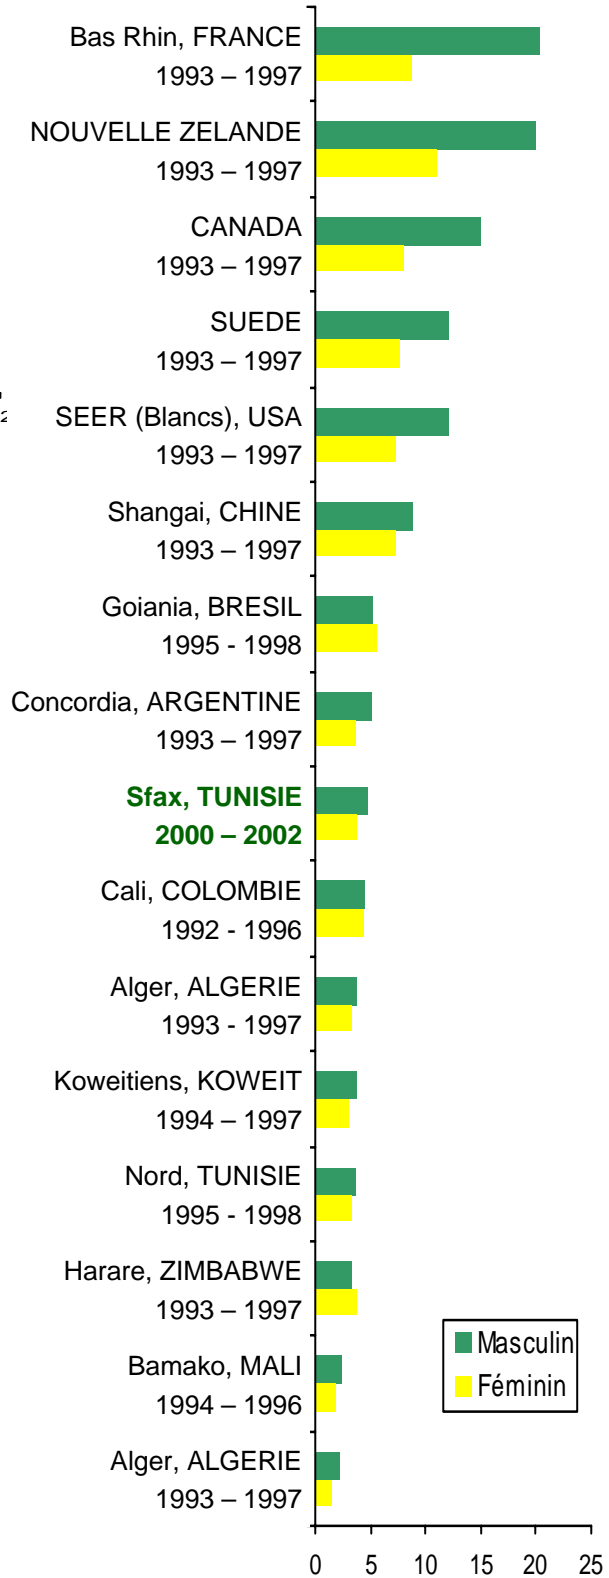 Bas Rhin, FRANCE
1993 – 1997
NOUVELLE ZELANDE
1993 – 1997
CANADA
1993 – 1997
SUEDE
1993 – 1997
SEER (Blancs), USA
1993 – 1997
Shangai, CHINE
1993 – 1997
Goiania, BRESIL
1995 - 1998
Concordia, ARGENTINE
1993 – 1997
Sfax, TUNISIE
2000 – 2002
Cali, COLOMBIE
1992 - 1996
Alger, ALGERIE
1993 - 1997
Koweitiens, KOWEIT
1994 – 1997
Nord, TUNISIE
1995 - 1998
Harare, ZIMBABWE
1993 – 1997
Bamako, MALI
1994 – 1996
Alger, ALGERIE
1993 – 1997
Masculin
Féminin
0 5 10 15 20 25